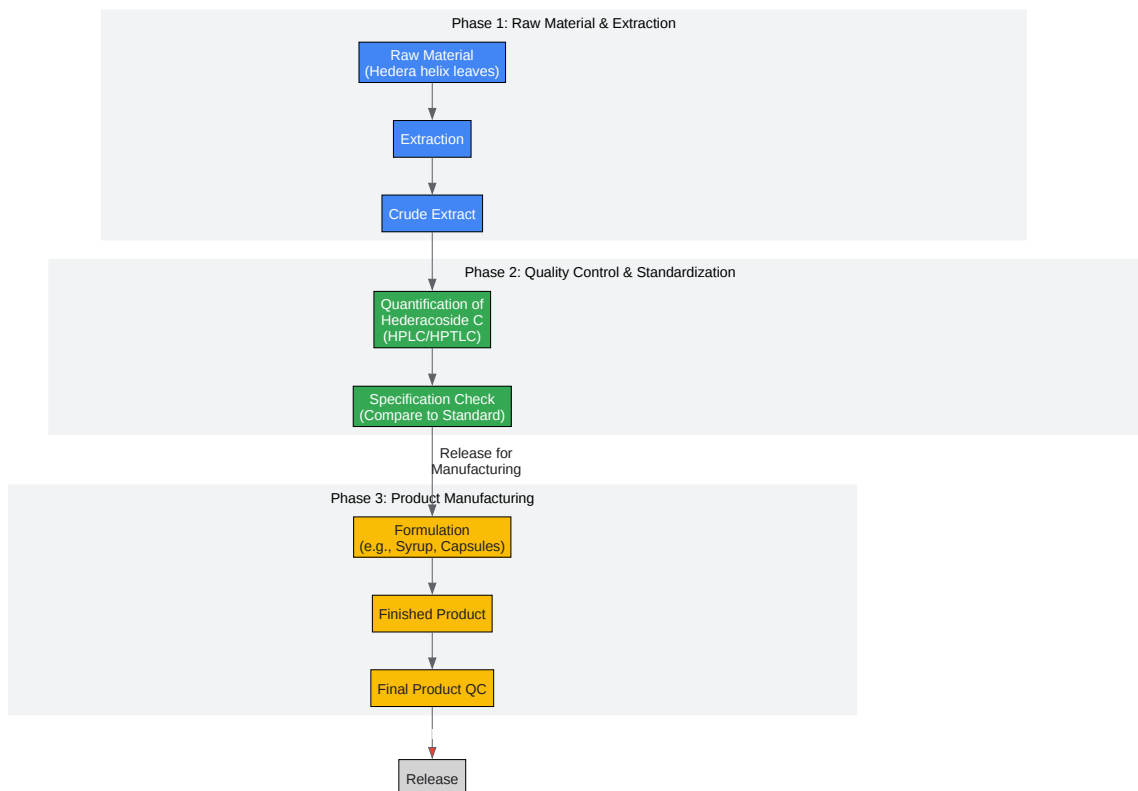 Phase 1: Raw Material & Extraction
Raw Material
(Hedera helix leaves)
Extraction
Crude Extract
Phase 2: Quality Control & Standardization
Quantification of
Hederacoside C
(HPLC/HPTLC)
Specification Check
(Compare to Standard)
Release for
Manufacturing
Phase 3: Product Manufacturing
Formulation
(e.g., Syrup, Capsules)
Finished Product
Final Product QC
Release